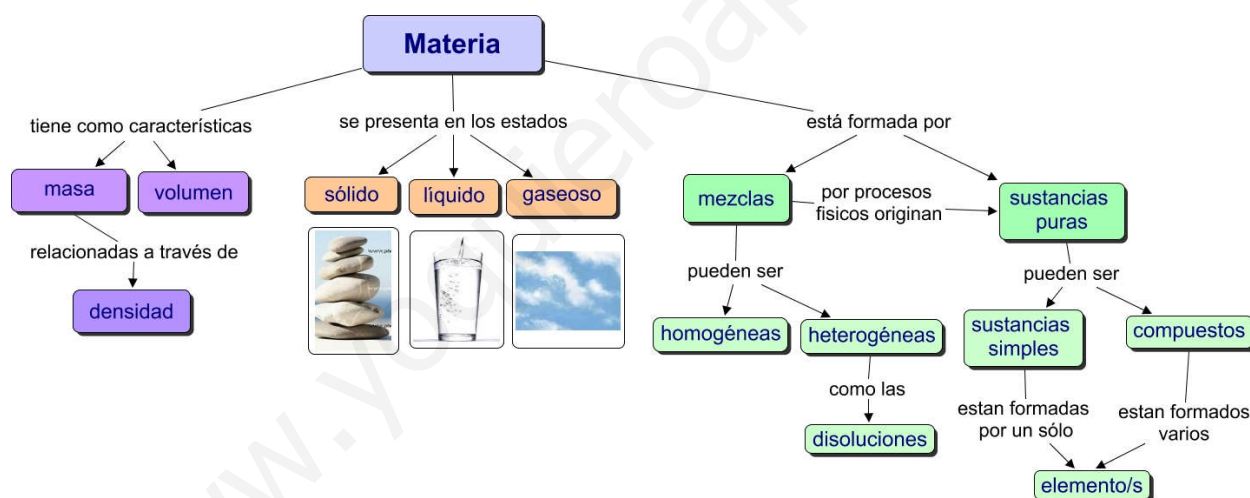 Materia
tiene como características
se presenta en los estados
está formada por
masa
volumen
sólido
líquido
gaseoso
mezclas
por procesos
fisicos originan
sustancias
puras
relacionadas a través de
densidad
pueden ser
pueden ser
homogéneas
heterogéneas
sustancias
simples
compuestos
como las
disoluciones
estan formadas
por un sólo
estan formados
varios
elemento/s